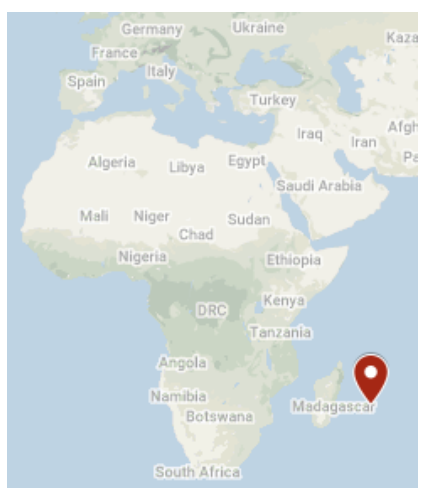 Germany
Ukraine
France
Kaza
Italy
Spain
Turkey
Afgh
Iraq
Iran
Algeria
Libya
Egypt
Pa
Saudi Arabia
Mali
Niger
Sudan
Chad
Nigeria
Ethiopia
DRC
Kenya
Tanzania
Angola
Namibia
Madagascar
Botswana
South Africa